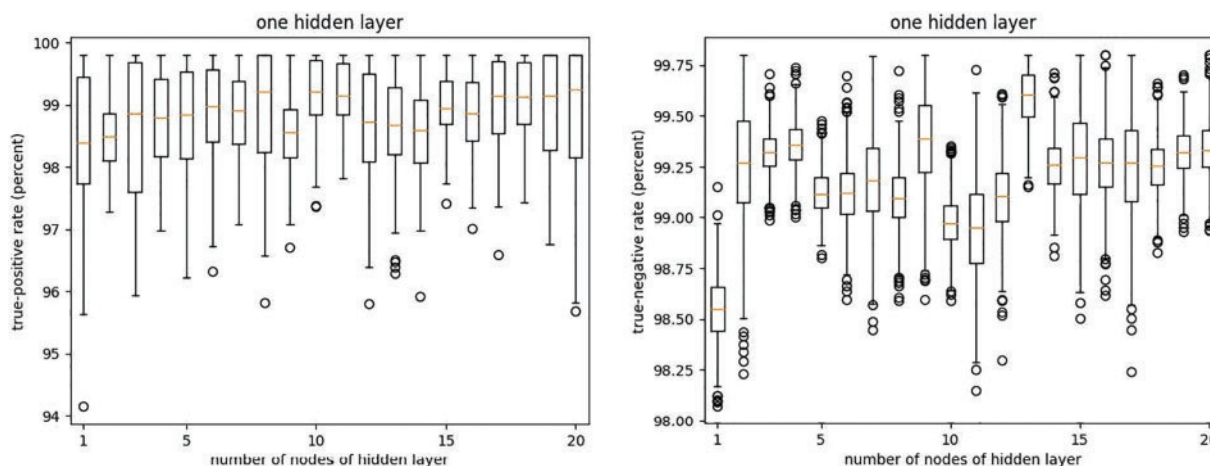 one hidden layer
true-positive rate (percent)
100
99
98
97
96
95
94
1 5 10 15 20
number of nodes of hidden layer
one hidden layer
true-negative rate (percent)
99.75
99.50
99.25
99.00
98.75
98.50
98.25
98.00
1 5 10 15 20
number of nodes of hidden layer